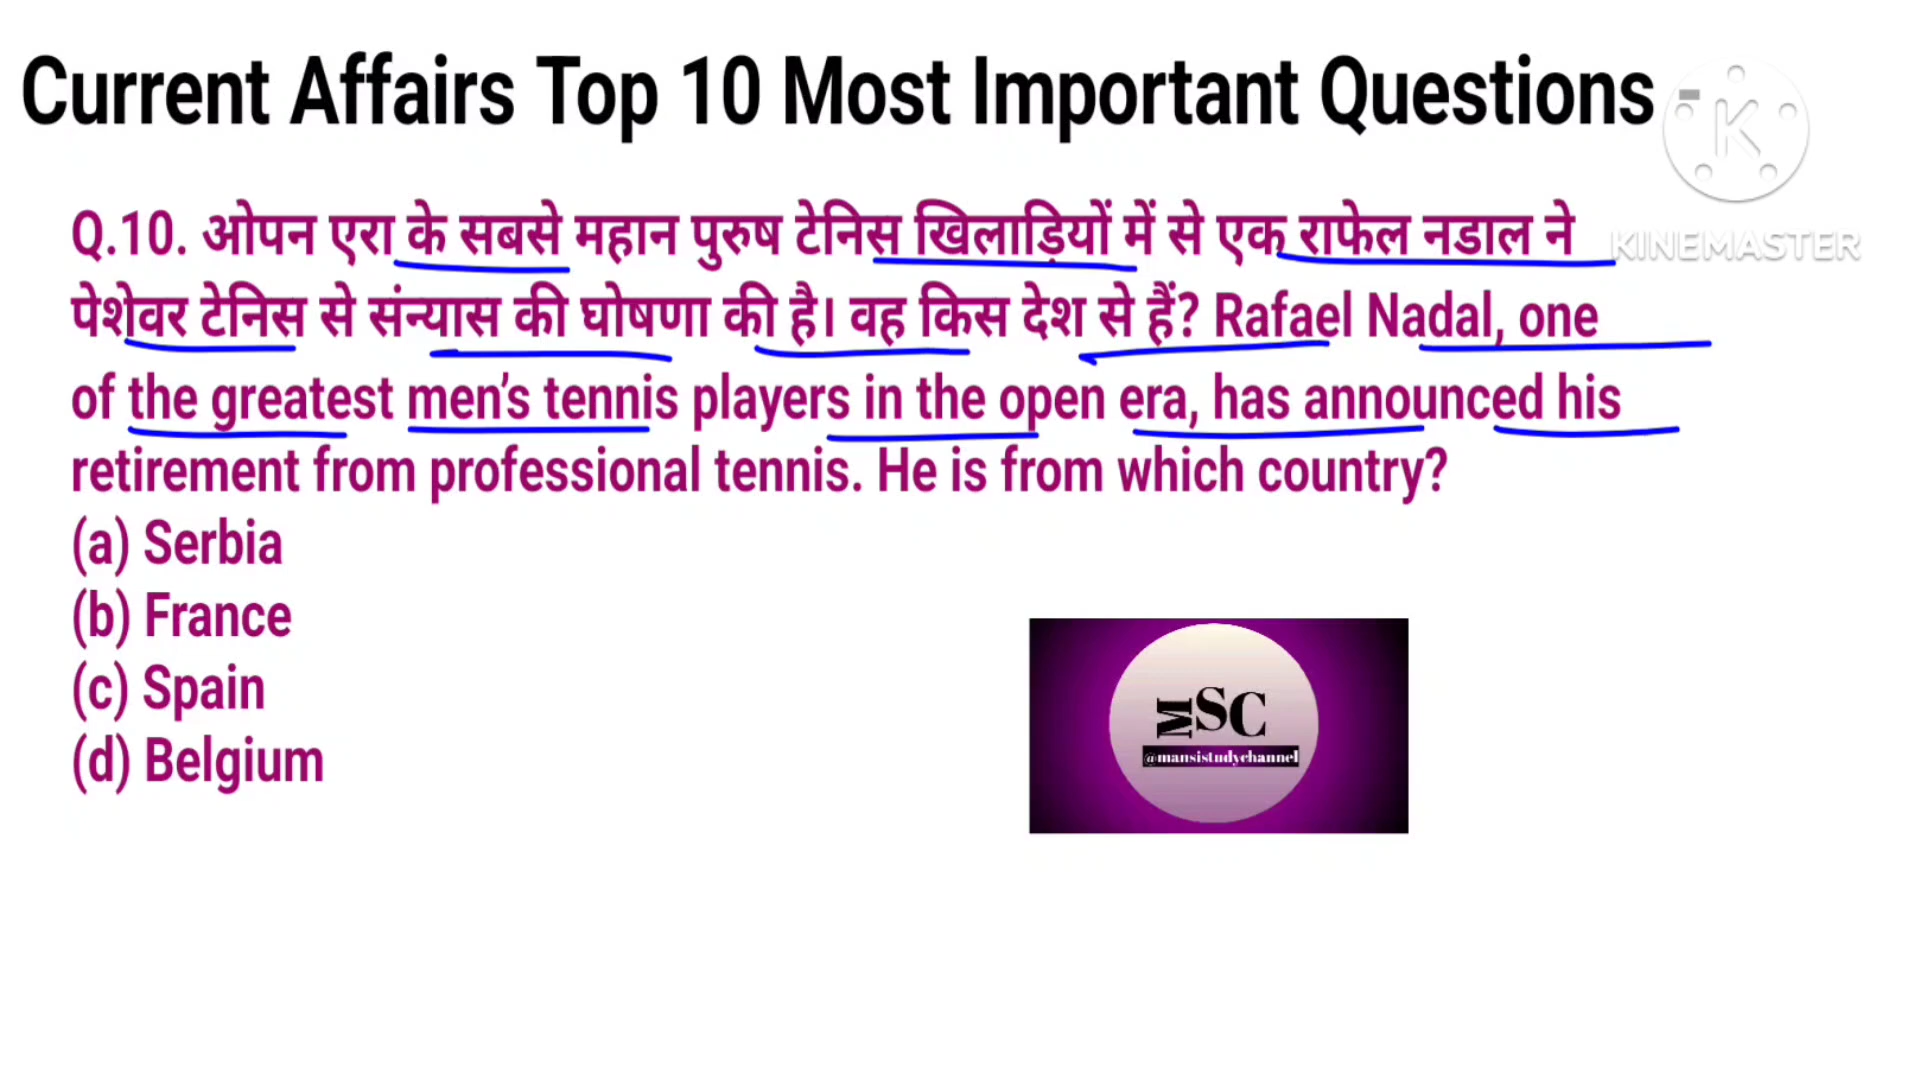 Current Affairs Top 10 Most Important Questions -
Q.10. ओपन एरा के सबसे महान पुरुष टेनिस खिलाड़ियों में से एक राफेल नडाल ने
पेशेवर टेनिस से संन्यास की घोषणा की है। वह किस देश से हैं? Rafael Nadal, one
of the greatest men’s tennis players in the open era, has announced his
retirement from professional tennis. He is from which country?
(a) Serbia
(b) France
(c) Spain
(d) Belgium
K
KINEMASTER
MSC
@mansistudychannel